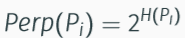 Perp(P_i) = 2^{H(P_i)}